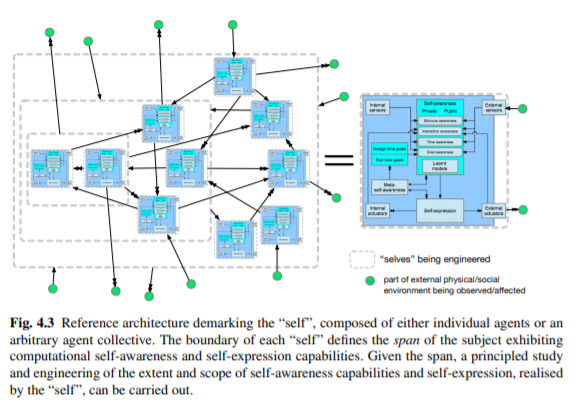 =
Self-awareness
Private Public
Internal
sensors
External
sensors
Stimulus awareness
Interaction awareness
Time awareness
Goal awareness
Design time goals
Run time goals
Learnt
models
Meta-
self-awareness
Internal
actuators
Self-expression
External
actuators
"selves" being engineered
part of external physical/social
environment being observed/affected
Fig. 4.3 Reference architecture demarking the “self”, composed of either individual agents or an
arbitrary agent collective. The boundary of each “self” defines the span of the subject exhibiting
computational self-awareness and self-expression capabilities. Given the span, a principled study
and engineering of the extent and scope of self-awareness capabilities and self-expression, realised
by the “self”, can be carried out.